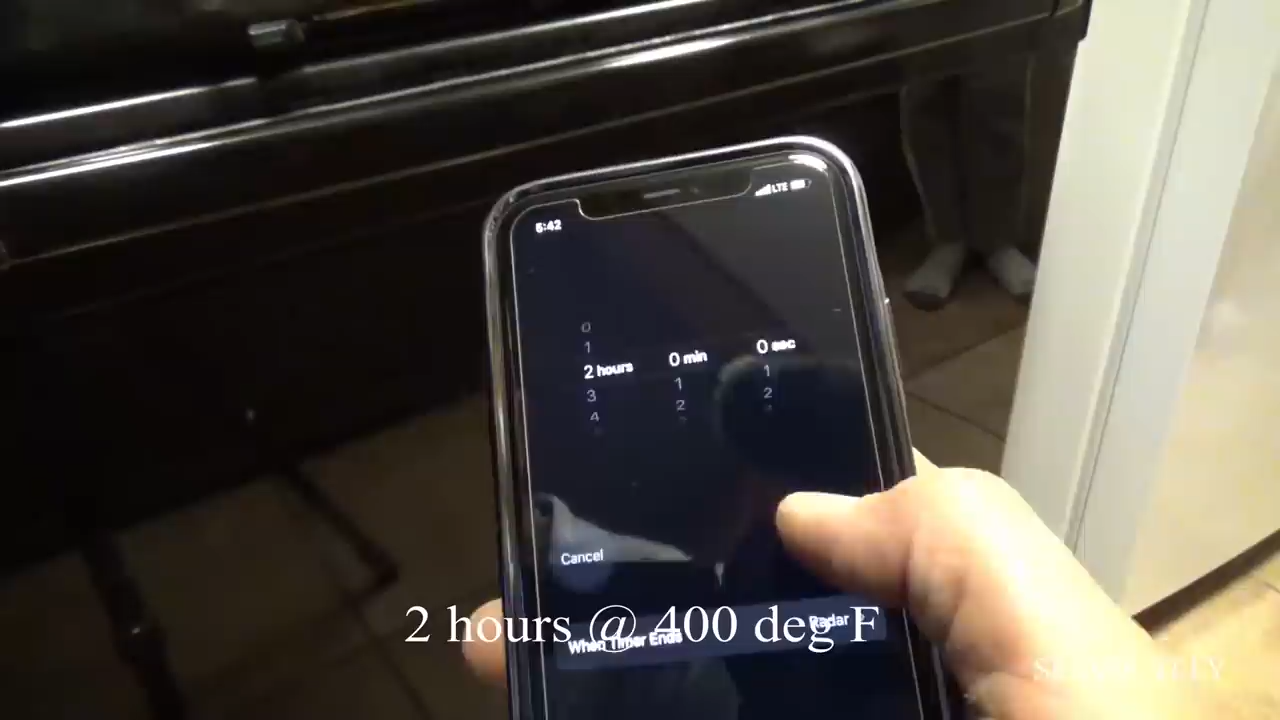 5:42
LTE
0
1
2 hours 0 min 0 sec
3 1 1
4 2 2
Cancel
When Timer Ends Radar
2 hours @ 400 deg F